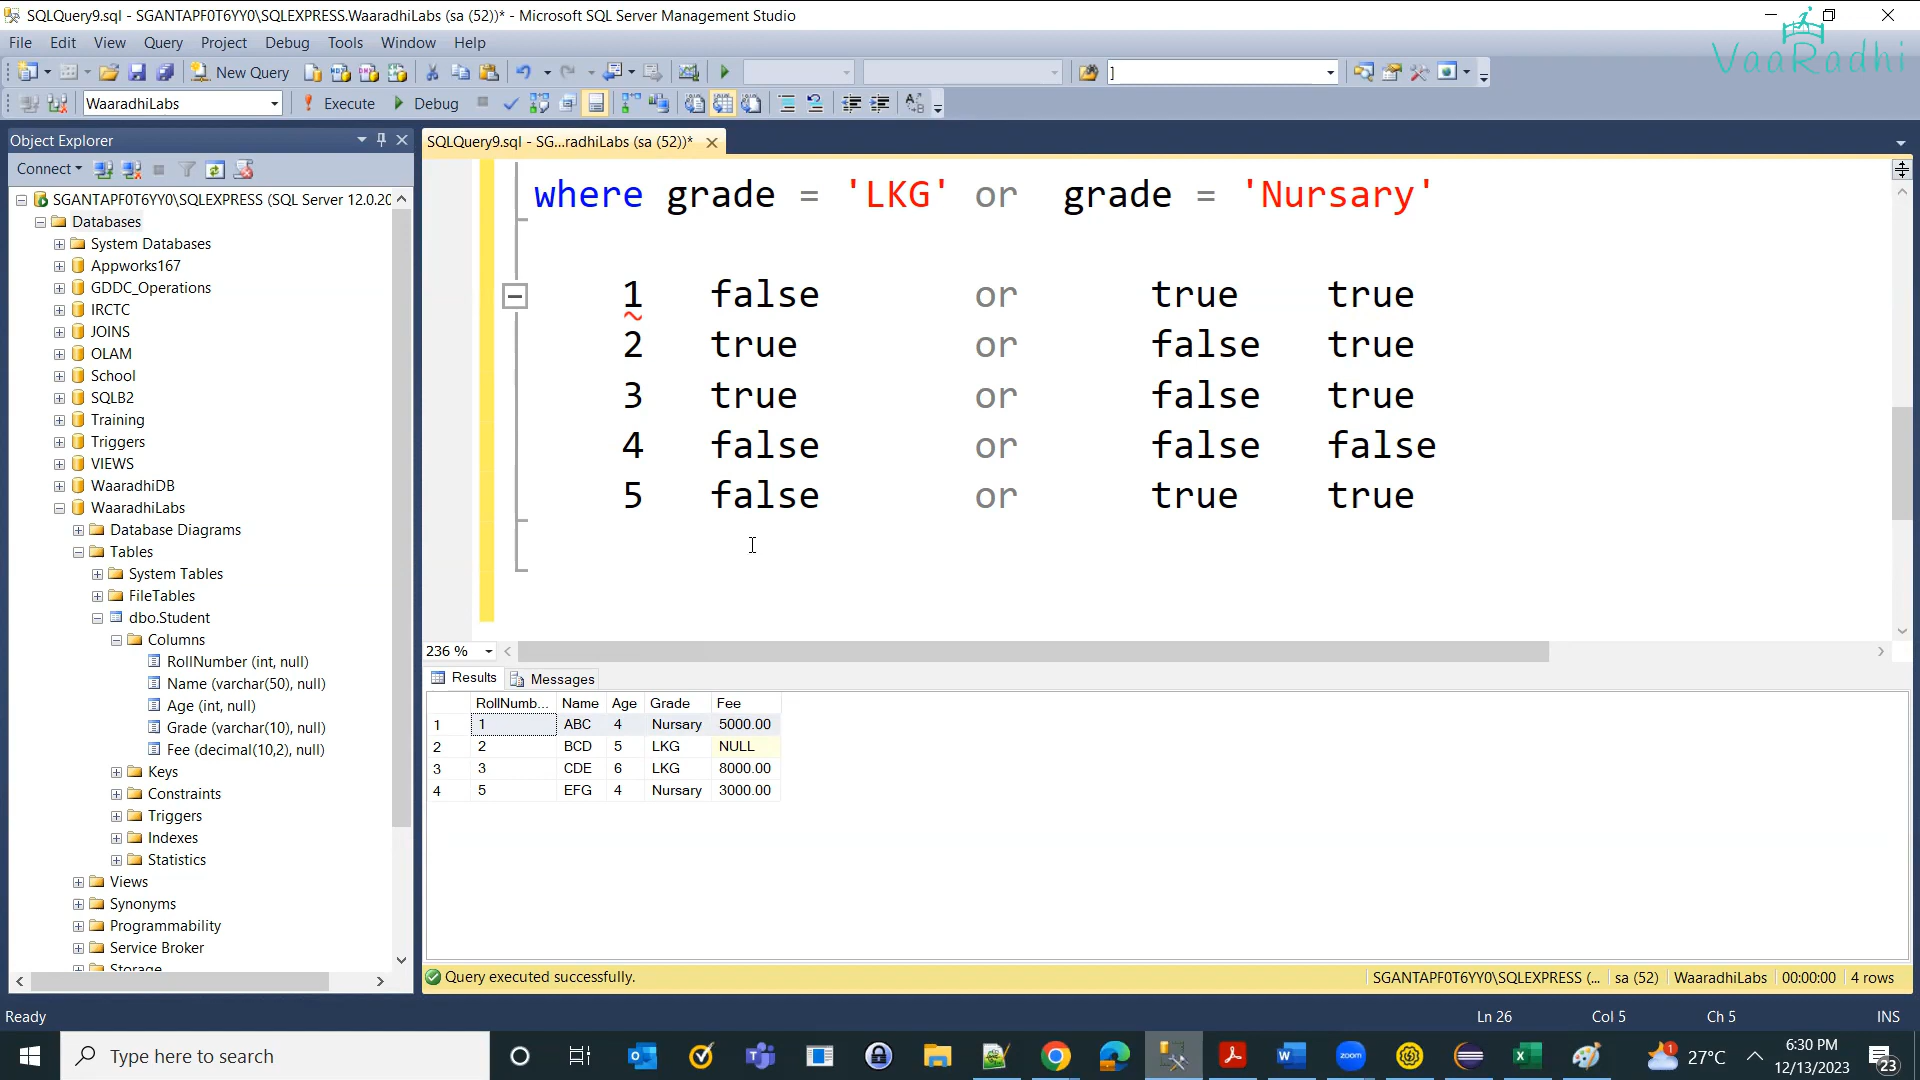 SQLQuery9.sql - SGANTAPF0T6YY0\SQLEXPRESS.WaaradhiLabs (sa (52))* - Microsoft SQL Server Management Studio
VaaRadhi
File Edit View Query Project Debug Tools Window Help
New Query ]
WaaradhiLabs Execute Debug
Object Explorer
SQLQuery9.sql - SG...radhiLabs (sa (52))*
Connect
SGANTAPF0T6YY0\SQLEXPRESS (SQL Server 12.0.20
Databases
System Databases
Appworks167
GDDC_Operations
IRCTC
JOINS
OLAM
School
SQLB2
Training
Triggers
VIEWS
WaaradhiDB
WaaradhiLabs
Database Diagrams
Tables
System Tables
FileTables
dbo.Student
Columns
RollNumber (int, null)
Name (varchar(50), null)
Age (int, null)
Grade (varchar(10), null)
Fee (decimal(10,2), null)
Keys
Constraints
Triggers
Indexes
Statistics
Views
Synonyms
Programmability
Service Broker
Storage
where grade = 'LKG' or grade = 'Nursary'
1 false or true true
2 true or false true
3 true or false true
4 false or false false
5 false or true true
236 %
Results Messages
RollNumb... Name Age Grade Fee
1 1 ABC 4 Nursary 5000.00
2 2 BCD 5 LKG NULL
3 3 CDE 6 LKG 8000.00
4 5 EFG 4 Nursary 3000.00
Query executed successfully. SGANTAPF0T6YY0\SQLEXPRESS (... sa (52) WaaradhiLabs 00:00:00 4 rows
Ready Ln 26 Col 5 Ch 5 INS
Type here to search
zoom
1
27°C
6:30 PM
12/13/2023
23